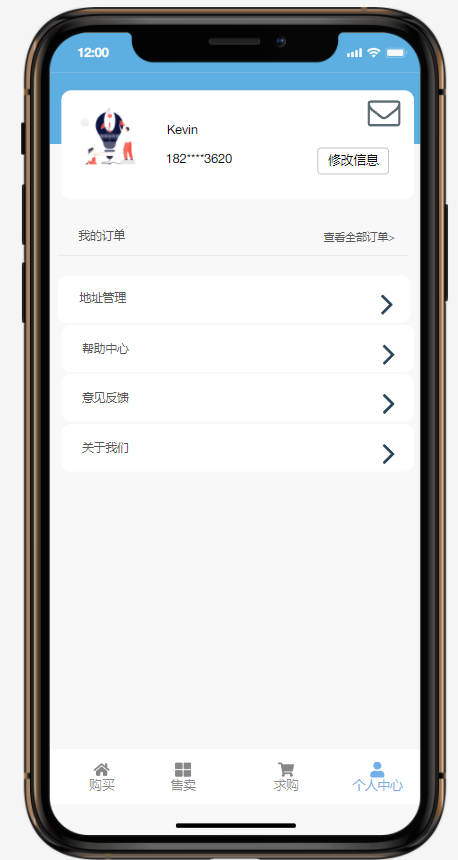 12:00
Kevin
182****3620
修改信息
我的订单
查看全部订单>
地址管理
帮助中心
意见反馈
关于我们
购买
售卖
求购
个人中心